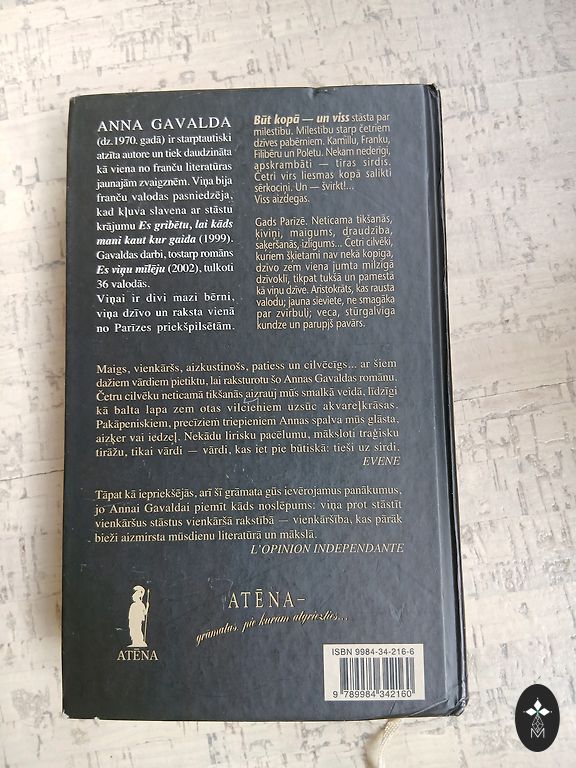 ANNA GAVALDA
(dz.1970. gadā) ir starptautiski
atzīta autore un tiek daudzināta
kā viena no franču literatūras
jaunajām zvaigznēm. Viņa bija
franču valodas pasniedzēja,
kad kļuva slavena ar stāstu
krājumu Es gribētu, lai kāds
mani kaut kur gaida (1999).
Gavaldas darbi, tostarp romāns
Es viņu mīlēju (2002), tulkoti
36 valodās.
Viņai ir divi mazi bērni,
viņa dzīvo un raksta vienā
no Parīzes priekšpilsētām.
Būt kopā — un viss stāsta par
mīlestību. Mīlestību starp četriem
dzīves pabērniem. Kamillu, Franku,
Filibēru un Poletu. Nekam nederīgi,
apskrambāti — tīras sirdis.
Četri virs liesmas kopā salikti
sērkociņi. Un — švirkt!...
Viss aizdegas.
Gads Parīzē. Neticama tikšanās,
ķiviņi, maigums, draudzība,
saķeršanās, izlīgums... Četri cilvēki,
kuriem šķietami nav nekā kopīga,
dzīvo zem viena jumta milzīgā
dzīvoklī, tikpat tukšā un pamestā
kā viņu dzīve. Aristokrāts, kas rausta
valodu; jauna sieviete, ne smagāka
par zvirbuli; veca, stūrgalvīga
kundze un parupjš pavārs.
Maigs, vienkāršs, aizkustinošs, patiess un cilvēcīgs... ar šiem
dažiem vārdiem pietiktu, lai raksturotu šo Annas Gavaldas romānu.
Četru cilvēku neticamā tikšanās aizrauj mūs smalkā veidā, līdzīgi
kā balta lapa zem otas vilcieniem uzsūc akvareļkrāsas.
Pakāpeniskiem, precīziem triepieniem Annas spalva mūs glāsta,
aizķer vai iedzeļ. Nekādu lirisku pacēlumu, mākslotu traģisku
tirāžu, tikai vārdi — vārdi, kas iet pie būtiskā: tieši uz sirdi.
EVENE
Tāpat kā iepriekšējās, arī šī grāmata gūs ievērojamus panākumus,
jo Annai Gavaldai piemīt kāds noslēpums: viņa prot stāstīt
vienkāršus stāstus vienkāršā rakstībā — vienkāršība, kas pārāk
bieži aizmirsta mūsdienu literatūrā un mākslā.
L'OPINION INDEPENDANTE
ATĒNA–
grāmatas, pie kurām atgriezties...
ATĒNA
ISBN 9984-34-216-6
9 789984 342160
M